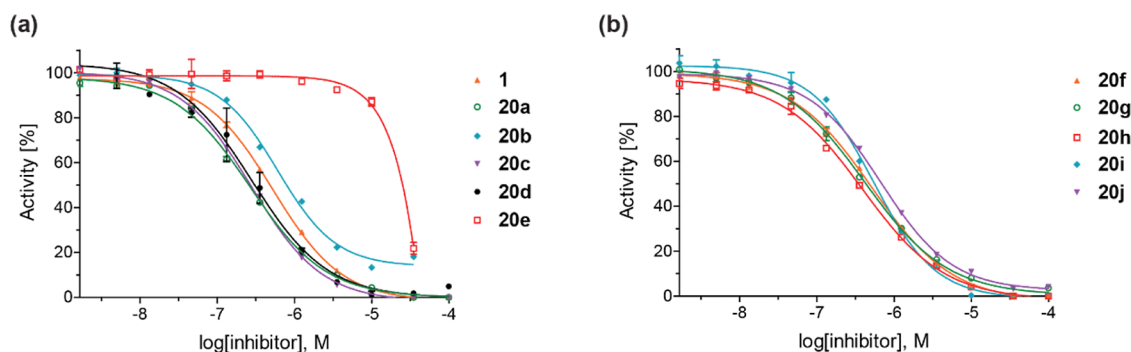 (a)
Activity [%]
100
80
60
40
20
0
-8
-7
-6
-5
-4
log[inhibitor], M
1
20a
20b
20c
20d
20e
(b)
Activity [%]
100
80
60
40
20
0
-8
-7
-6
-5
-4
log[inhibitor], M
20f
20g
20h
20i
20j